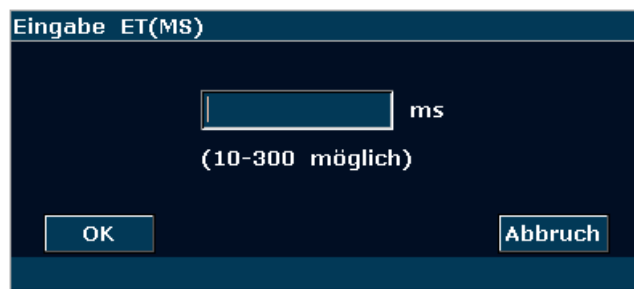 Eingabe ET(MS)
ms
(10-300 möglich)
OK
Abbruch